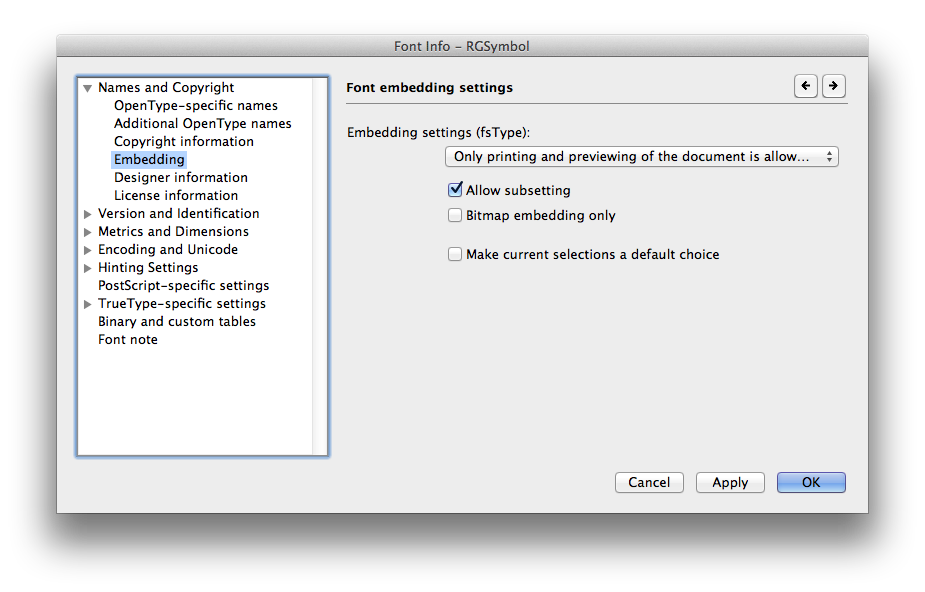 Font Info – RGSymbol
Names and Copyright
OpenType-specific names
Additional OpenType names
Copyright information
Embedding
Designer information
License information
Version and Identification
Metrics and Dimensions
Encoding and Unicode
Hinting Settings
PostScript-specific settings
TrueType-specific settings
Binary and custom tables
Font note
Font embedding settings
Embedding settings (fsType):
Only printing and previewing of the document is allow...
Allow subsetting
Bitmap embedding only
Make current selections a default choice
Cancel Apply OK